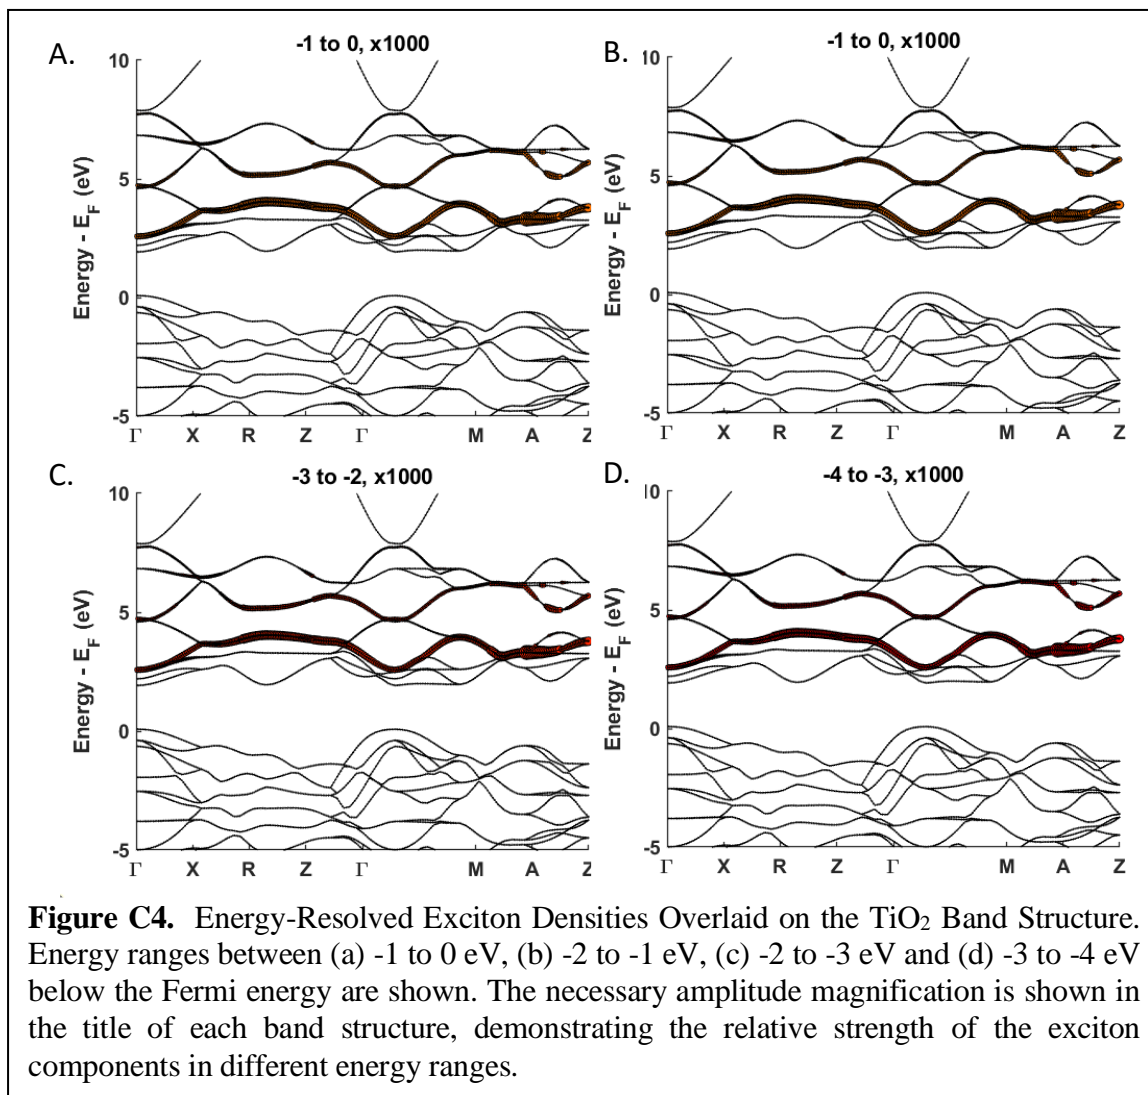 A.
-1 to 0, x1000
B.
-1 to 0, x1000
10
5
0
-5
Energy - E_F (eV)
Γ X R Z Γ M A Z
10
5
0
-5
Energy - E_F (eV)
Γ X R Z Γ M A Z
C.
-3 to -2, x1000
D.
-4 to -3, x1000
10
5
0
-5
Energy - E_F (eV)
Γ X R Z Γ M A Z
10
5
0
-5
Energy - E_F (eV)
Γ X R Z Γ M A Z
Figure C4. Energy-Resolved Exciton Densities Overlaid on the TiO₂ Band Structure.
Energy ranges between (a) -1 to 0 eV, (b) -2 to -1 eV, (c) -2 to -3 eV and (d) -3 to -4 eV
below the Fermi energy are shown. The necessary amplitude magnification is shown in
the title of each band structure, demonstrating the relative strength of the exciton
components in different energy ranges.